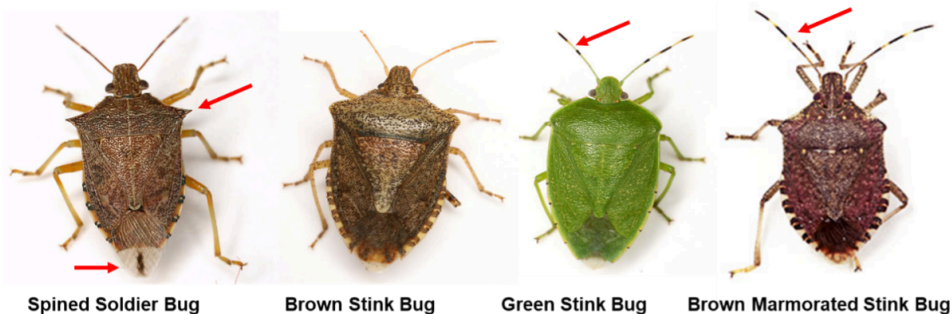 Spined Soldier Bug
Brown Stink Bug
Green Stink Bug
Brown Marmorated Stink Bug